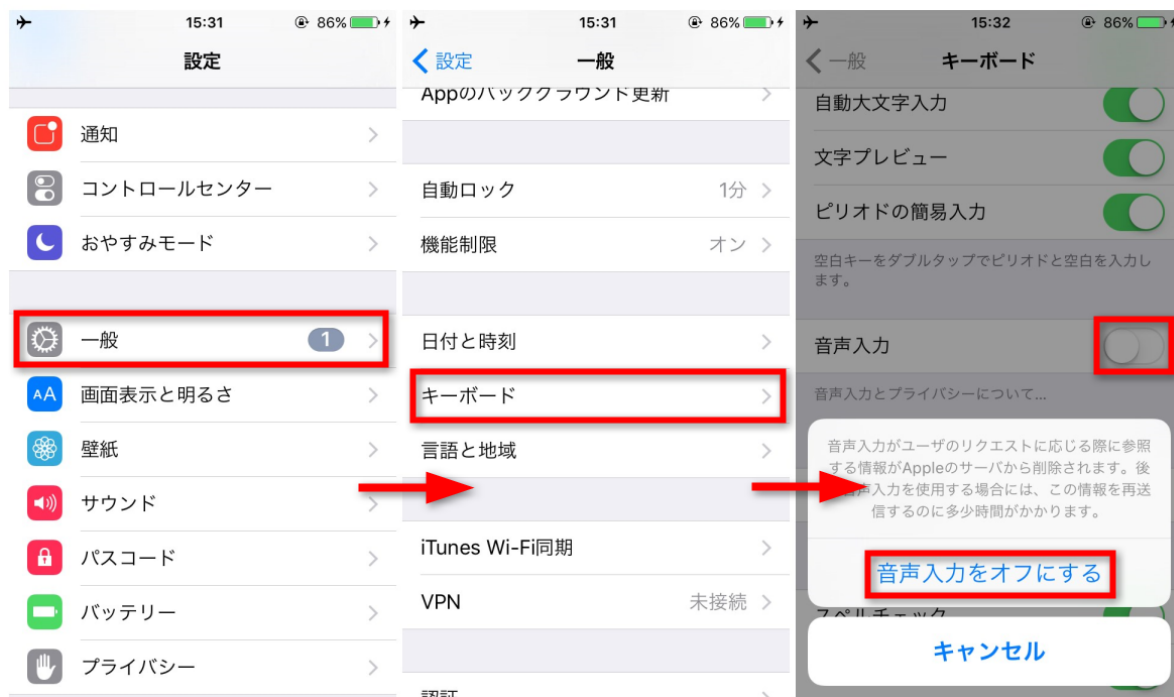 15:31
86%
設定
通知
コントロールセンター
おやすみモード
一般
1
画面表示と明るさ
壁紙
サウンド
パスコード
バッテリー
プライバシー
15:31
86%
設定
一般
Appのバックグラウンド更新
自動ロック
1分
機能制限
オン
日付と時刻
キーボード
言語と地域
iTunes Wi-Fi同期
VPN
未接続
認証
15:32
86%
一般
キーボード
自動大文字入力
文字プレビュー
ピリオドの簡易入力
空白キーをダブルタップでピリオドと空白を入力し
ます。
音声入力
音声入力とプライバシーについて...
音声入力がユーザのリクエストに応じる際に参照
する情報がAppleのサーバから削除されます。後
声入力を使用する場合には、この情報を再送
信するのに多少時間がかかります。
音声入力をオフにする
スペルチェック
キャンセル